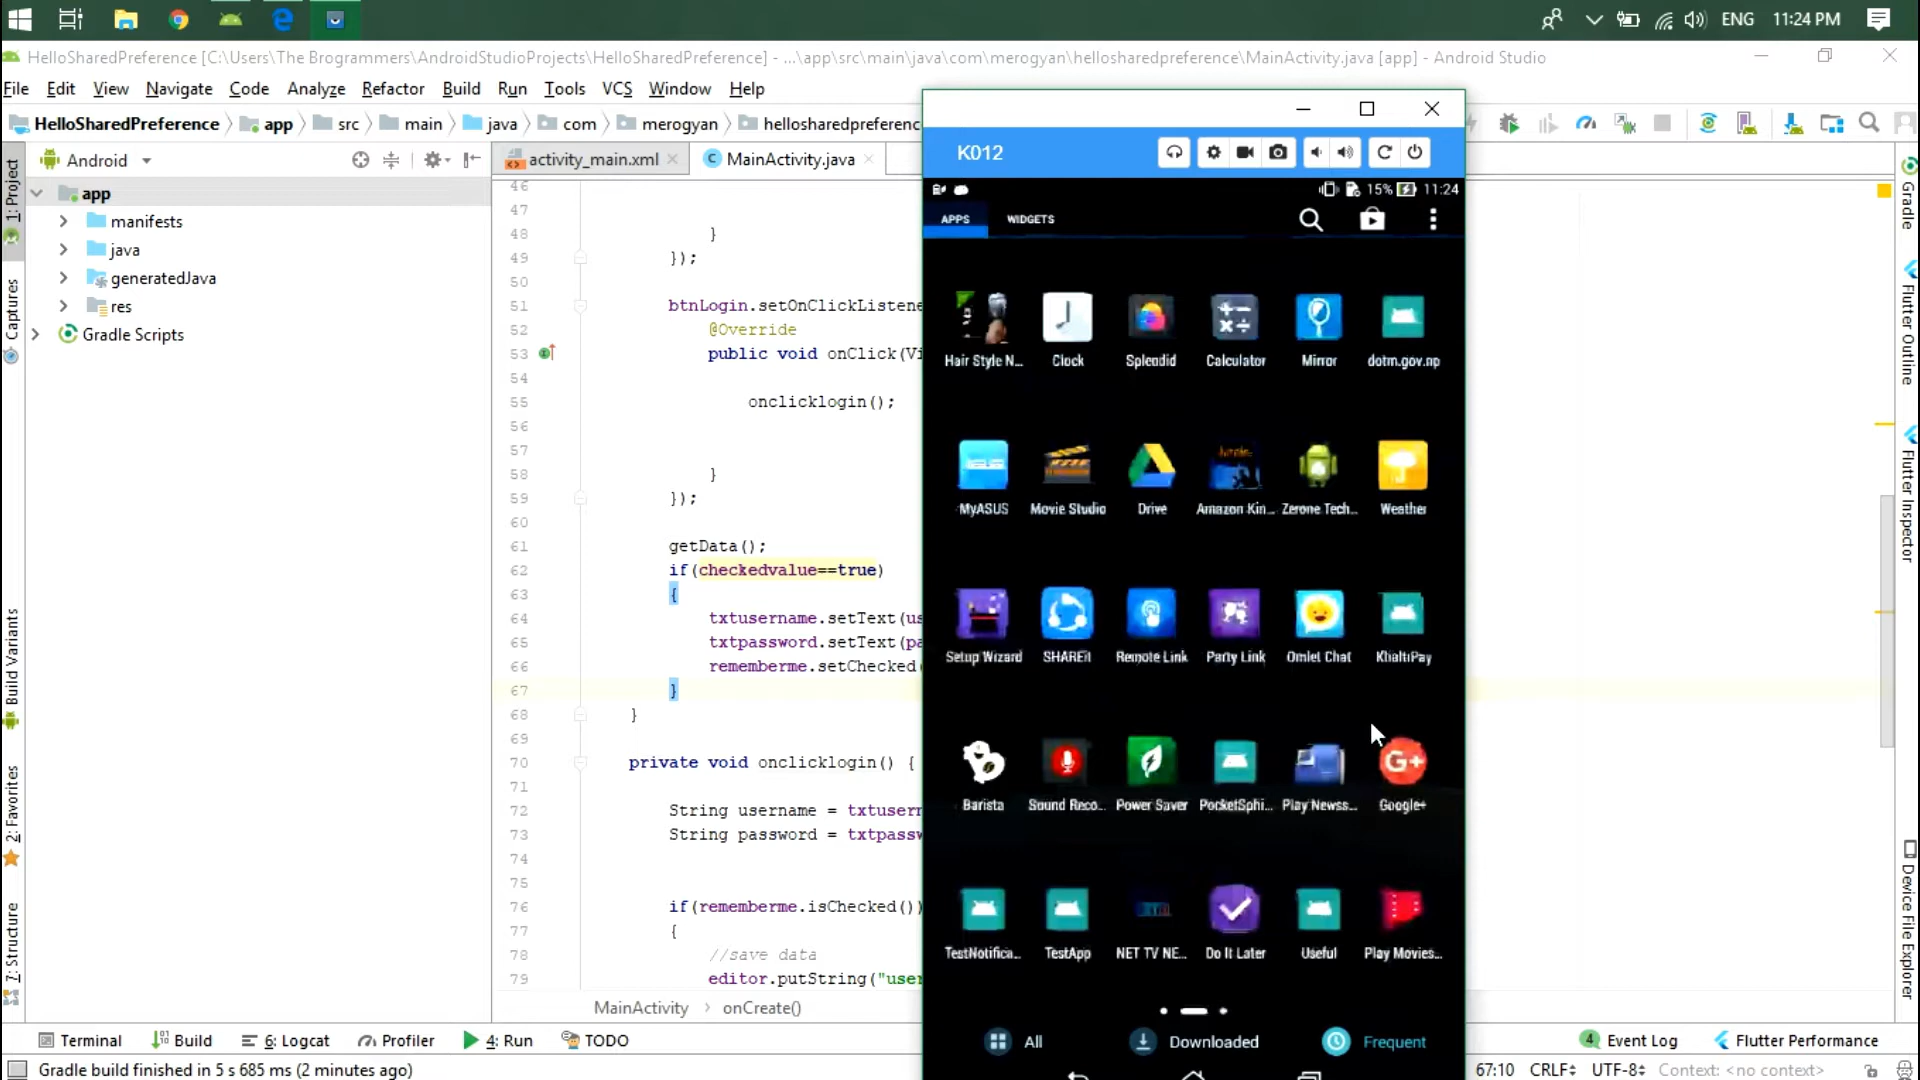 ENG 11:24 PM
HelloSharedPreference [C:\Users\The Brogrammers\AndroidStudioProjects\HelloSharedPreference] - ...\app\src\main\java\com\merogyan\hellosharedpreference\MainActivity.java [app] - Android Studio
File Edit View Navigate Code Analyze Refactor Build Run Tools VCS Window Help
HelloSharedPreference app src main java com merogyan hellosharedpreferenc
Android
activity_main.xml
MainActivity.java
1: Project
Captures
Build Variants
2: Favorites
7: Structure
app
manifests
java
generatedJava
res
Gradle Scripts
46
47
48 }
49 });
50
51 btnLogin.setOnClickListene
52 @Override
53 public void onClick(Vi
54
55 onclicklogin();
56
57
58 }
59 });
60
61 getData();
62 if(checkedvalue==true)
63 {
64 txtusername.setText(us
65 txtpassword.setText(pa
66 rememberme.setChecked(
67 }
68 }
69
70 private void onclicklogin() {
71
72 String username = txtusern
73 String password = txtpassw
74
75
76 if(rememberme.isChecked())
77 {
78 //save data
79 editor.putString("user
MainActivity > onCreate()
K012
15% 11:24
APPS WIDGETS
Hair Style N... Clock Splendid Calculator Mirror dotm.gov.np
MyASUS Movie Studio Drive Amazon Kin... Zerone Tech... Weather
Setup Wizard SHAREit Remote Link Party Link Omlet Chat KhaltiPay
G+
Barista Sound Reco... Power Saver PocketSphi... Play Newss... Google+
TestNotifica... TestApp NET TV NE... Do It Later Useful Play Movies...
All Downloaded Frequent
Gradle
Flutter Outline
Flutter Inspector
Device File Explorer
Terminal Build 6: Logcat Profiler 4: Run TODO
4 Event Log Flutter Performance
Gradle build finished in 5 s 685 ms (2 minutes ago)
67:10 CRLF UTF-8 Context: <no context>